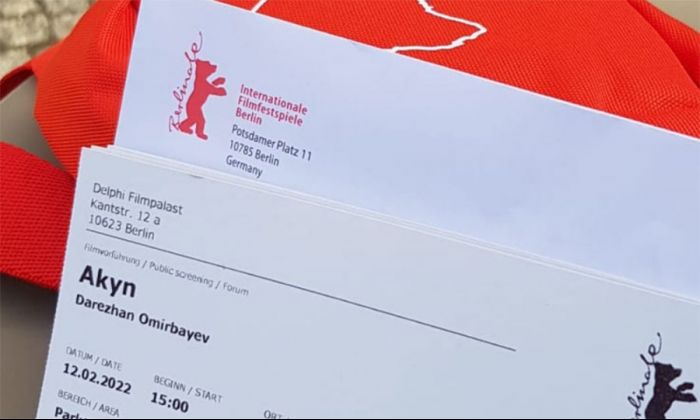 Berlinale
Internationale
Filmfestspiele
Berlin
Potsdamer Platz 11
10785 Berlin
Germany
Delphi Filmpalast
Kantstr. 12 a
10623 Berlin
Filmvorführung / Public screening / Forum
Akyn
Darezhan Omirbayev
DATUM / DATE
12.02.2022
BEGINN / START
15:00
BEREICH / AREA
Berlinale